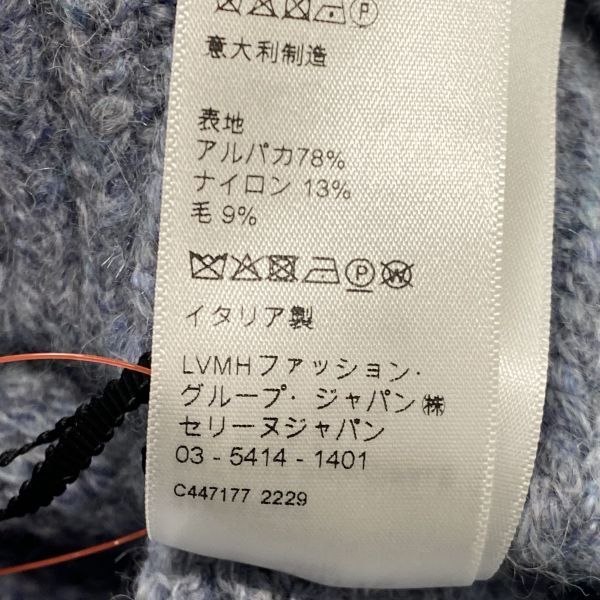 意大利制造
表地
アルパカ78%
ナイロン 13%
毛 9%
イタリア製
LVMHファッション・
グループ・ジャパン㈱
セリーヌジャパン
03 - 5414 - 1401
C447177 2229